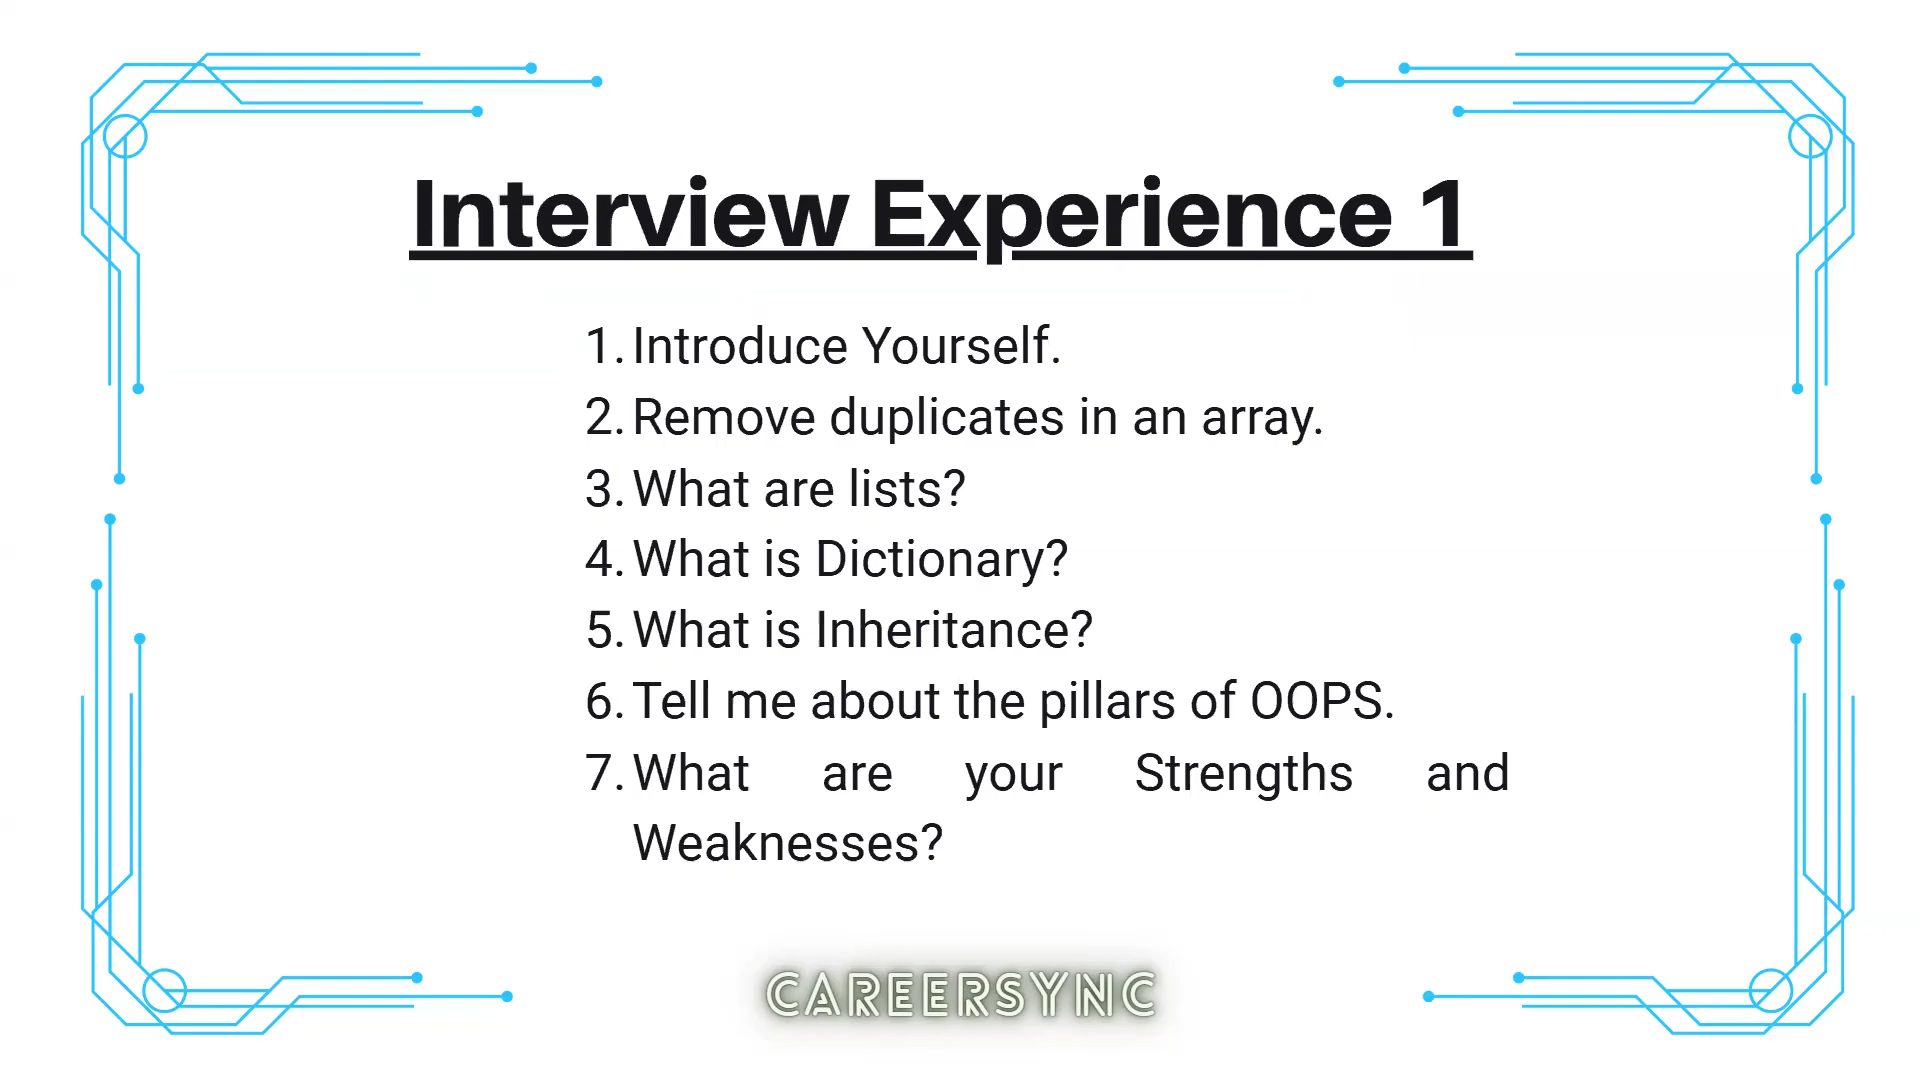 Interview Experience 1
1. Introduce Yourself.
2. Remove duplicates in an array.
3. What are lists?
4. What is Dictionary?
5. What is Inheritance?
6. Tell me about the pillars of OOPS.
7. What are your Strengths and
Weaknesses?
CAREERSYNC